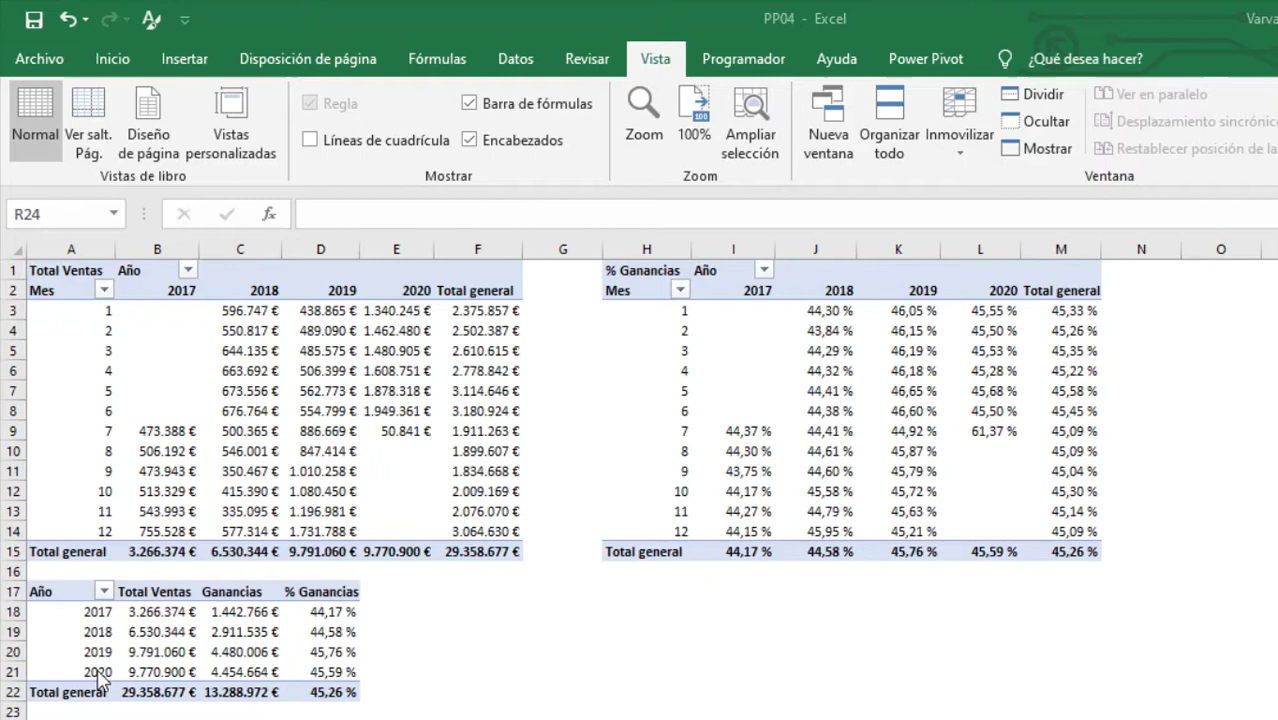 PP04 - Excel
Varva
Archivo Inicio Insertar Disposición de página Fórmulas Datos Revisar Vista Programador Ayuda Power Pivot ¿Qué desea hacer?
Normal Ver salt. Pág. Diseño de página Vistas personalizadas
Regla Barra de fórmulas
Líneas de cuadrícula Encabezados
Zoom 100% Ampliar selección
Nueva ventana Organizar todo Inmovilizar
Dividir Ver en paralelo
Ocultar Desplazamiento sincrónic
Mostrar Restablecer posición de la
Vistas de libro Mostrar Zoom Ventana
R24 fx
A B C D E F G H I J K L M N O
1 Total Ventas Año % Ganancias Año
2 Mes 2017 2018 2019 2020 Total general Mes 2017 2018 2019 2020 Total general
3 1 596.747 € 438.865 € 1.340.245 € 2.375.857 € 1 44,30 % 46,05 % 45,55 % 45,33 %
4 2 550.817 € 489.090 € 1.462.480 € 2.502.387 € 2 43,84 % 46,15 % 45,50 % 45,26 %
5 3 644.135 € 485.575 € 1.480.905 € 2.610.615 € 3 44,29 % 46,19 % 45,53 % 45,35 %
6 4 663.692 € 506.399 € 1.608.751 € 2.778.842 € 4 44,32 % 46,18 % 45,28 % 45,22 %
7 5 673.556 € 562.773 € 1.878.318 € 3.114.646 € 5 44,41 % 46,65 % 45,68 % 45,58 %
8 6 676.764 € 554.799 € 1.949.361 € 3.180.924 € 6 44,38 % 46,60 % 45,50 % 45,45 %
9 7 473.388 € 500.365 € 886.669 € 50.841 € 1.911.263 € 7 44,37 % 44,41 % 44,92 % 61,37 % 45,09 %
10 8 506.192 € 546.001 € 847.414 € 1.899.607 € 8 44,30 % 44,61 % 45,87 % 45,09 %
11 9 473.943 € 350.467 € 1.010.258 € 1.834.668 € 9 43,75 % 44,60 % 45,79 % 45,04 %
12 10 513.329 € 415.390 € 1.080.450 € 2.009.169 € 10 44,17 % 45,58 % 45,72 % 45,30 %
13 11 543.993 € 335.095 € 1.196.981 € 2.076.070 € 11 44,27 % 44,79 % 45,63 % 45,14 %
14 12 755.528 € 577.314 € 1.731.788 € 3.064.630 € 12 44,15 % 45,95 % 45,21 % 45,09 %
15 Total general 3.266.374 € 6.530.344 € 9.791.060 € 9.770.900 € 29.358.677 € Total general 44,17 % 44,58 % 45,76 % 45,59 % 45,26 %
16
17 Año Total Ventas Ganancias % Ganancias
18 2017 3.266.374 € 1.442.766 € 44,17 %
19 2018 6.530.344 € 2.911.535 € 44,58 %
20 2019 9.791.060 € 4.480.006 € 45,76 %
21 2020 9.770.900 € 4.454.664 € 45,59 %
22 Total general 29.358.677 € 13.288.972 € 45,26 %
23